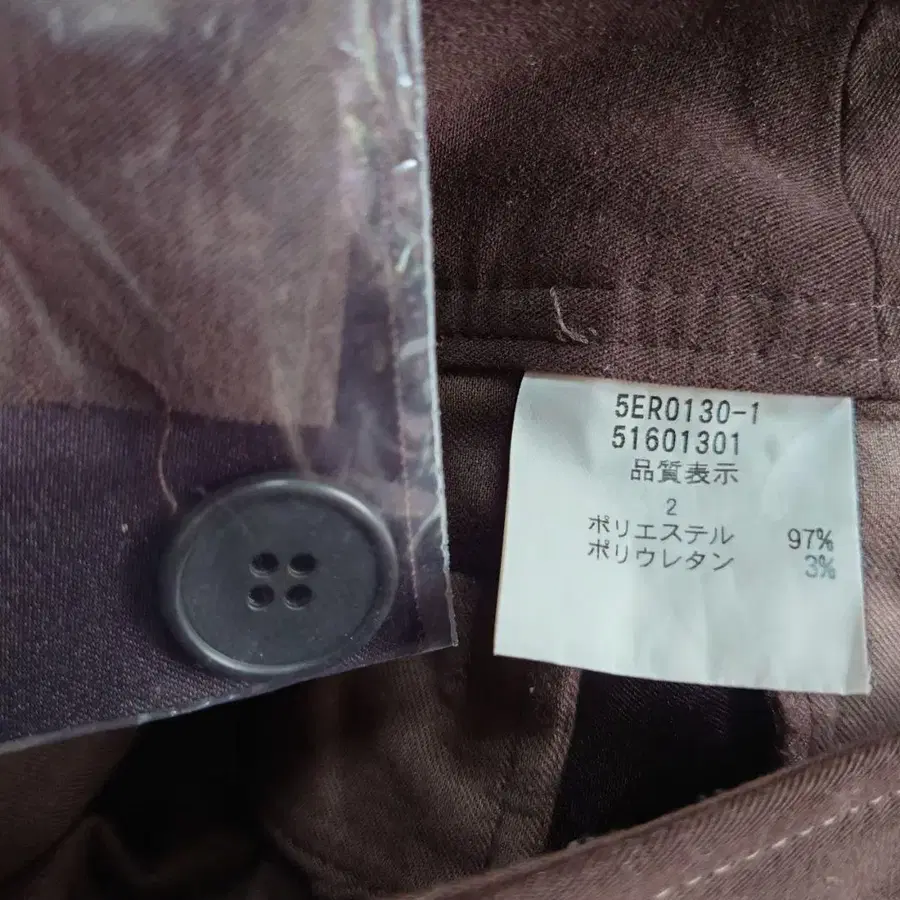 5ER0130-1
51601301
品質表示
2
ポリエステル 97%
ポリウレタン 3%